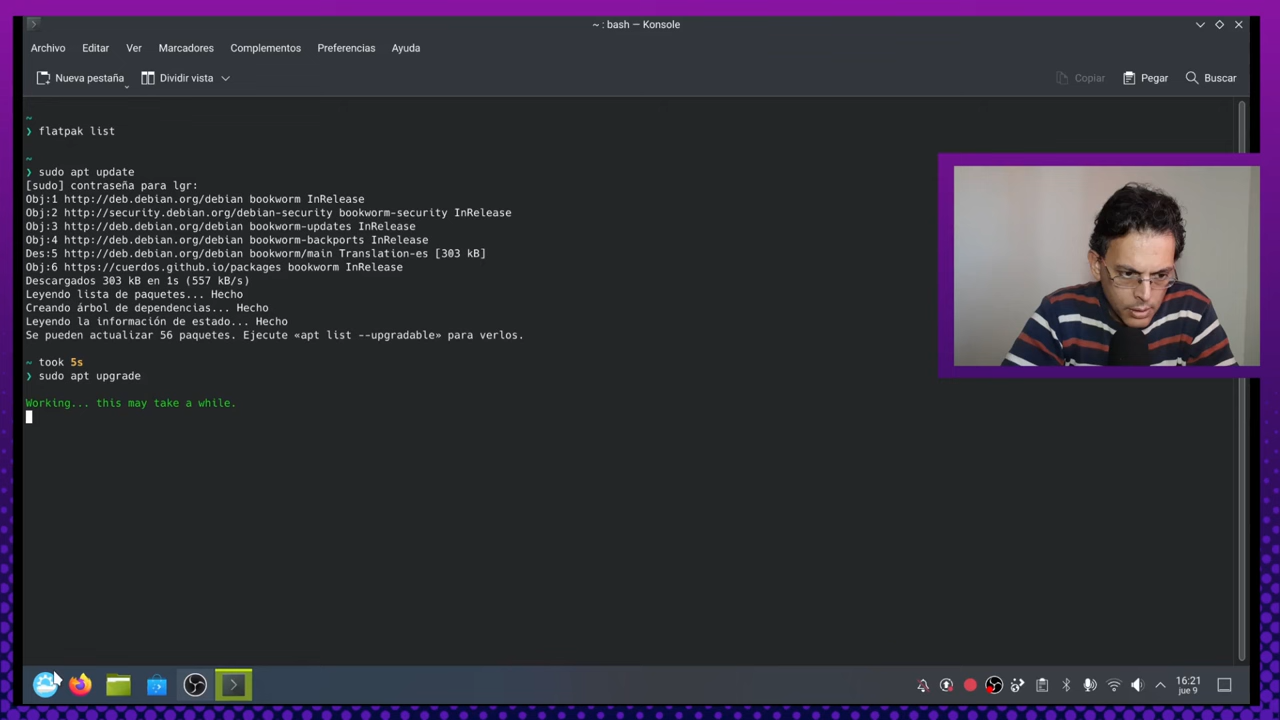 ~ : bash — Konsole
Archivo Editar Ver Marcadores Complementos Preferencias Ayuda
Nueva pestaña Dividir vista Copiar Pegar Buscar
~
❯ flatpak list
~
❯ sudo apt update
[sudo] contraseña para lgr:
Obj:1 http://deb.debian.org/debian bookworm InRelease
Obj:2 http://security.debian.org/debian-security bookworm-security InRelease
Obj:3 http://deb.debian.org/debian bookworm-updates InRelease
Obj:4 http://deb.debian.org/debian bookworm-backports InRelease
Des:5 http://deb.debian.org/debian bookworm/main Translation-es [303 kB]
Obj:6 https://cuerdos.github.io/packages bookworm InRelease
Descargados 303 kB en 1s (557 kB/s)
Leyendo lista de paquetes... Hecho
Creando árbol de dependencias... Hecho
Leyendo la información de estado... Hecho
Se pueden actualizar 56 paquetes. Ejecute «apt list --upgradable» para verlos.
~ took 5s
❯ sudo apt upgrade
Working... this may take a while.
16:21
jue 9